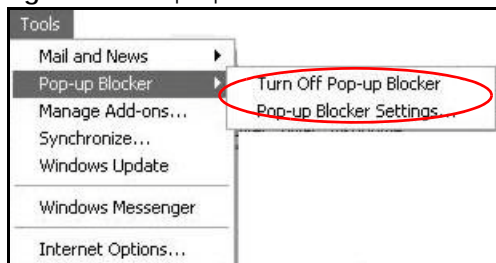 Tools
Mail and News
Pop-up Blocker
Turn Off Pop-up Blocker
Manage Add-ons...
Pop-up Blocker Settings...
Synchronize...
Windows Update
Windows Messenger
Internet Options...